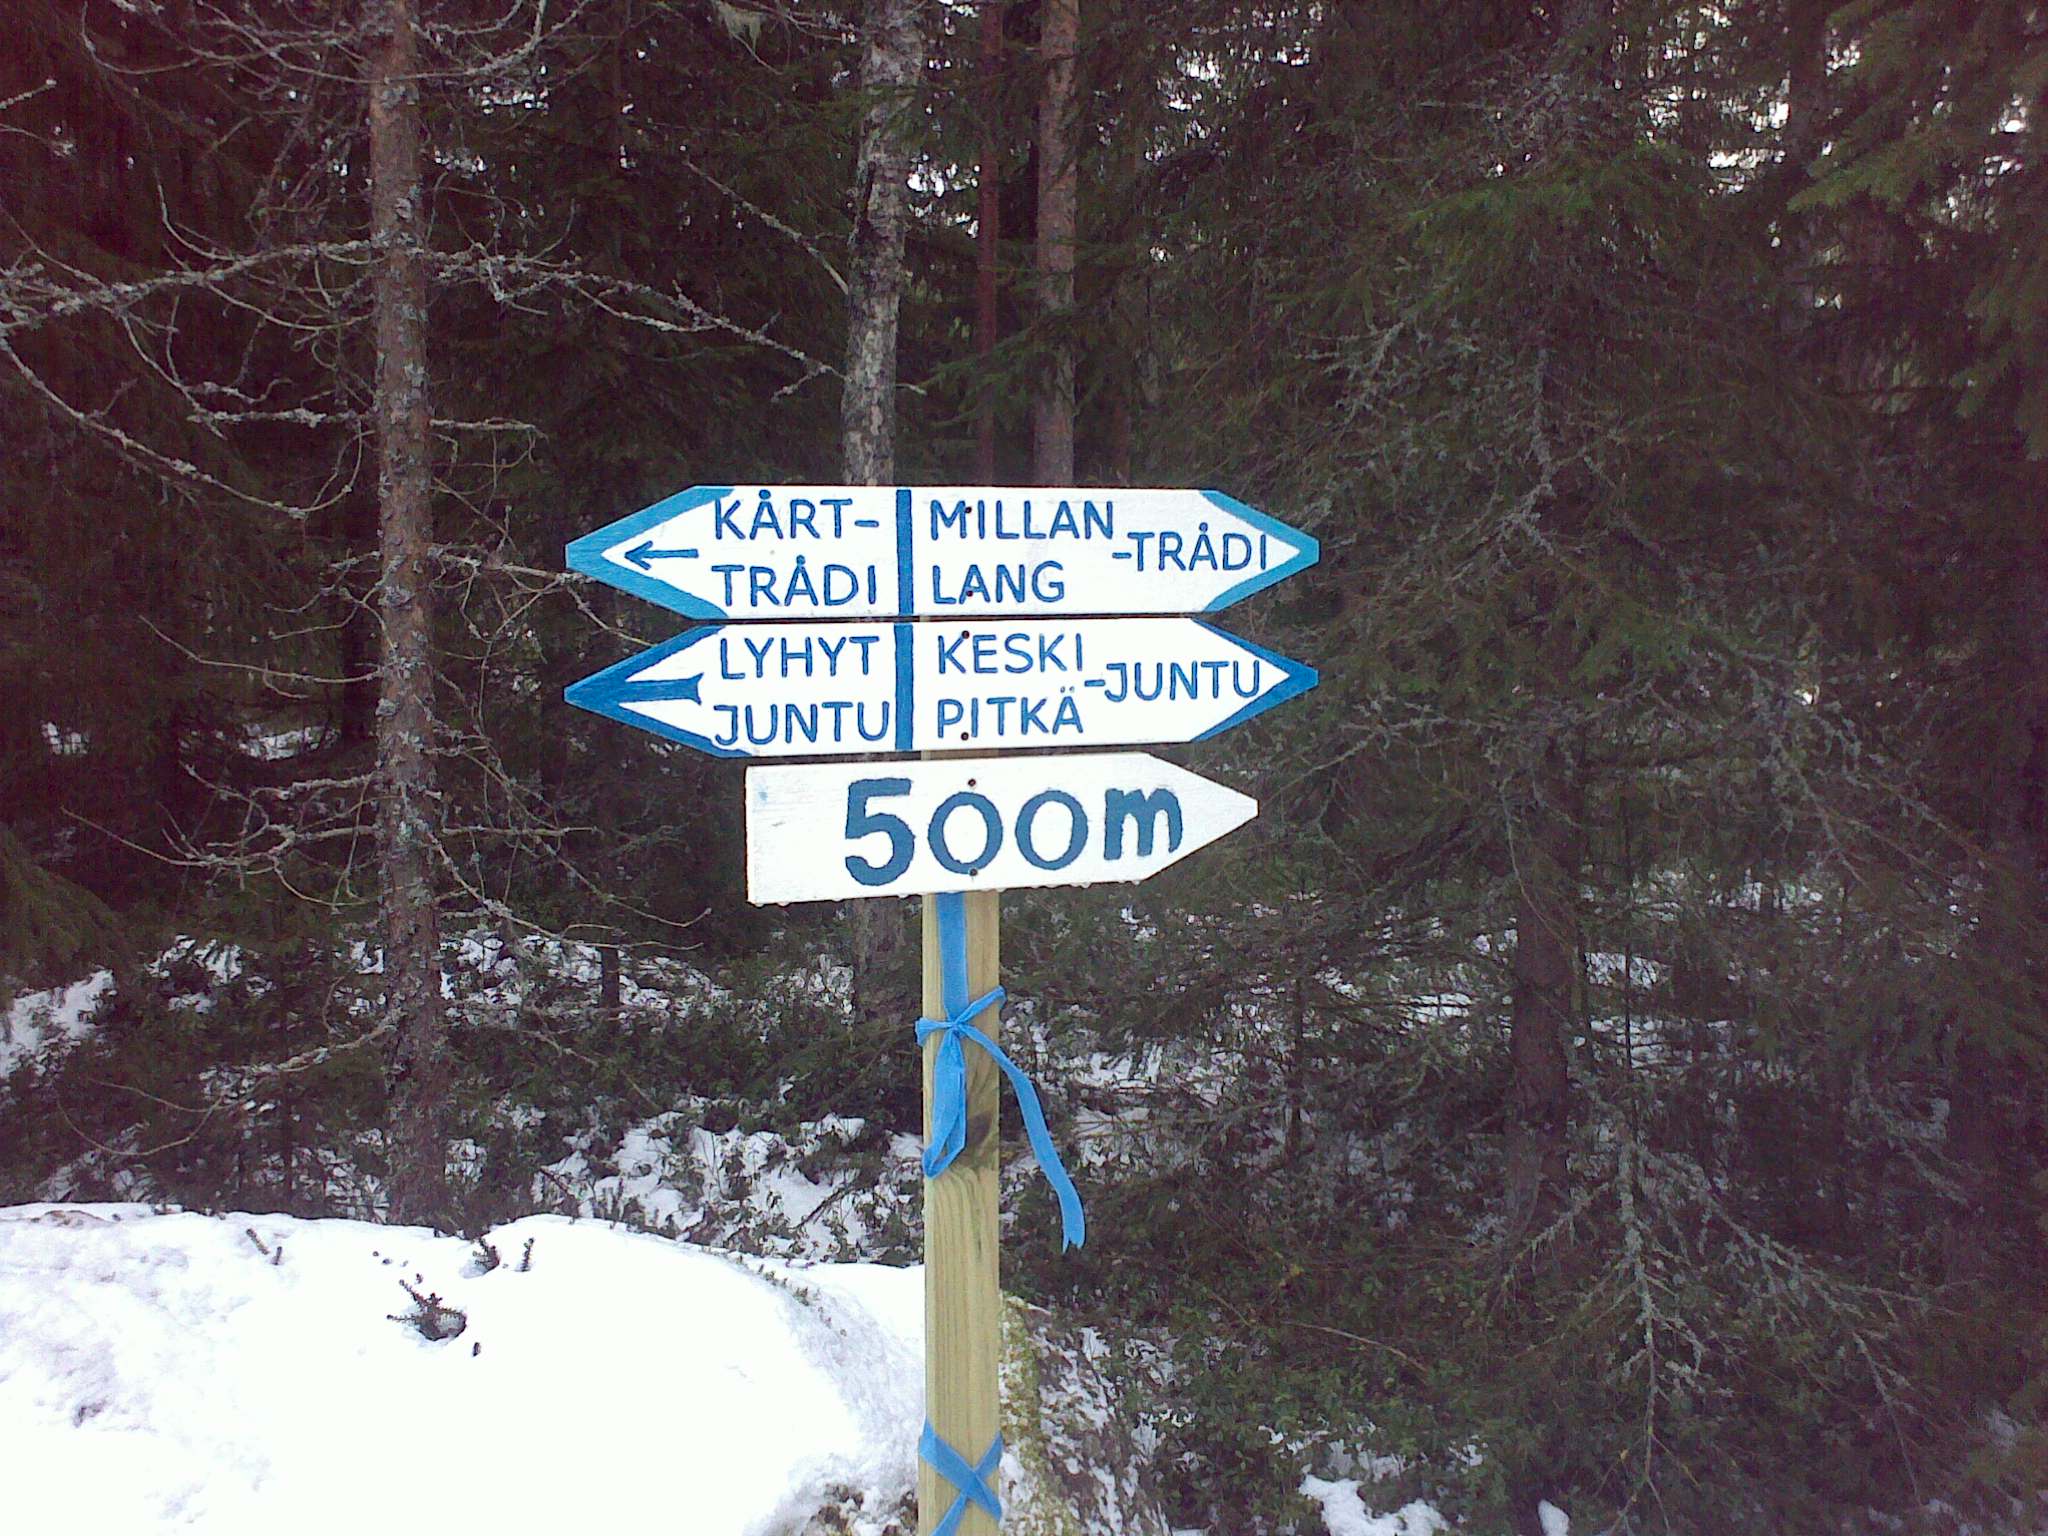 KÅRT-
TRÅDI
MILLAN
LANG
-TRÅDI
LYHYT
JUNTU
KESKI
PITKÄ
-JUNTU
500m